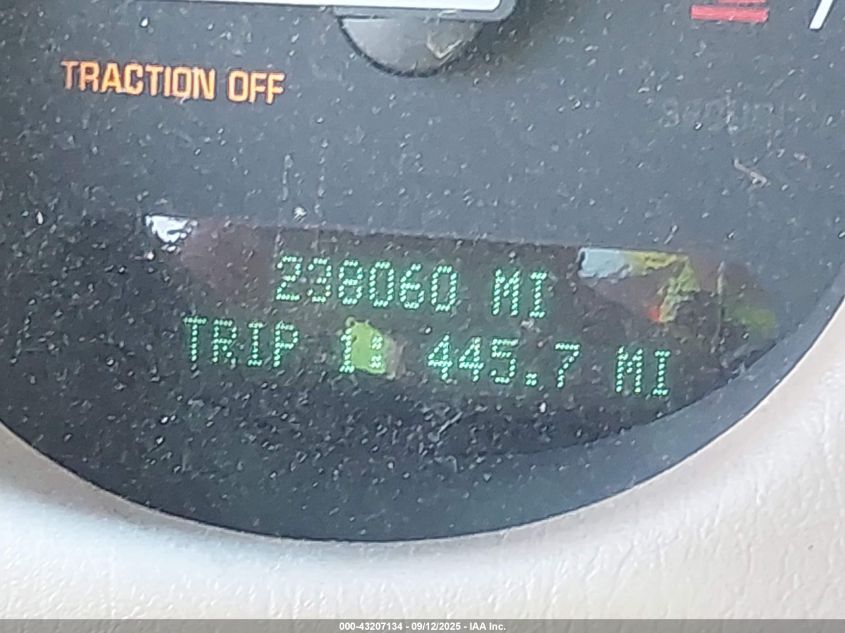 TRACTION OFF
238060 MI
TRIP 1: 445.7 MI
000-43207134 - 09/12/2025 - IAA Inc.